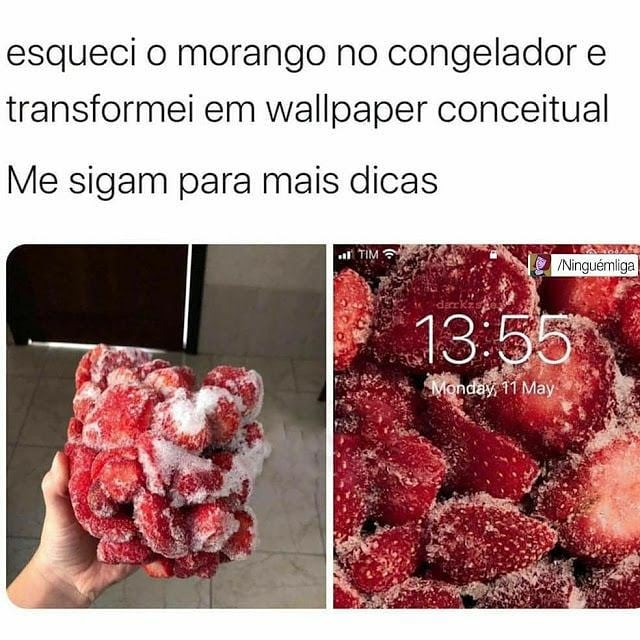 esqueci o morango no congelador e
transformei em wallpaper conceitual
Me sigam para mais dicas
TIM
/Ninguémliga
13:55
Monday, 11 May